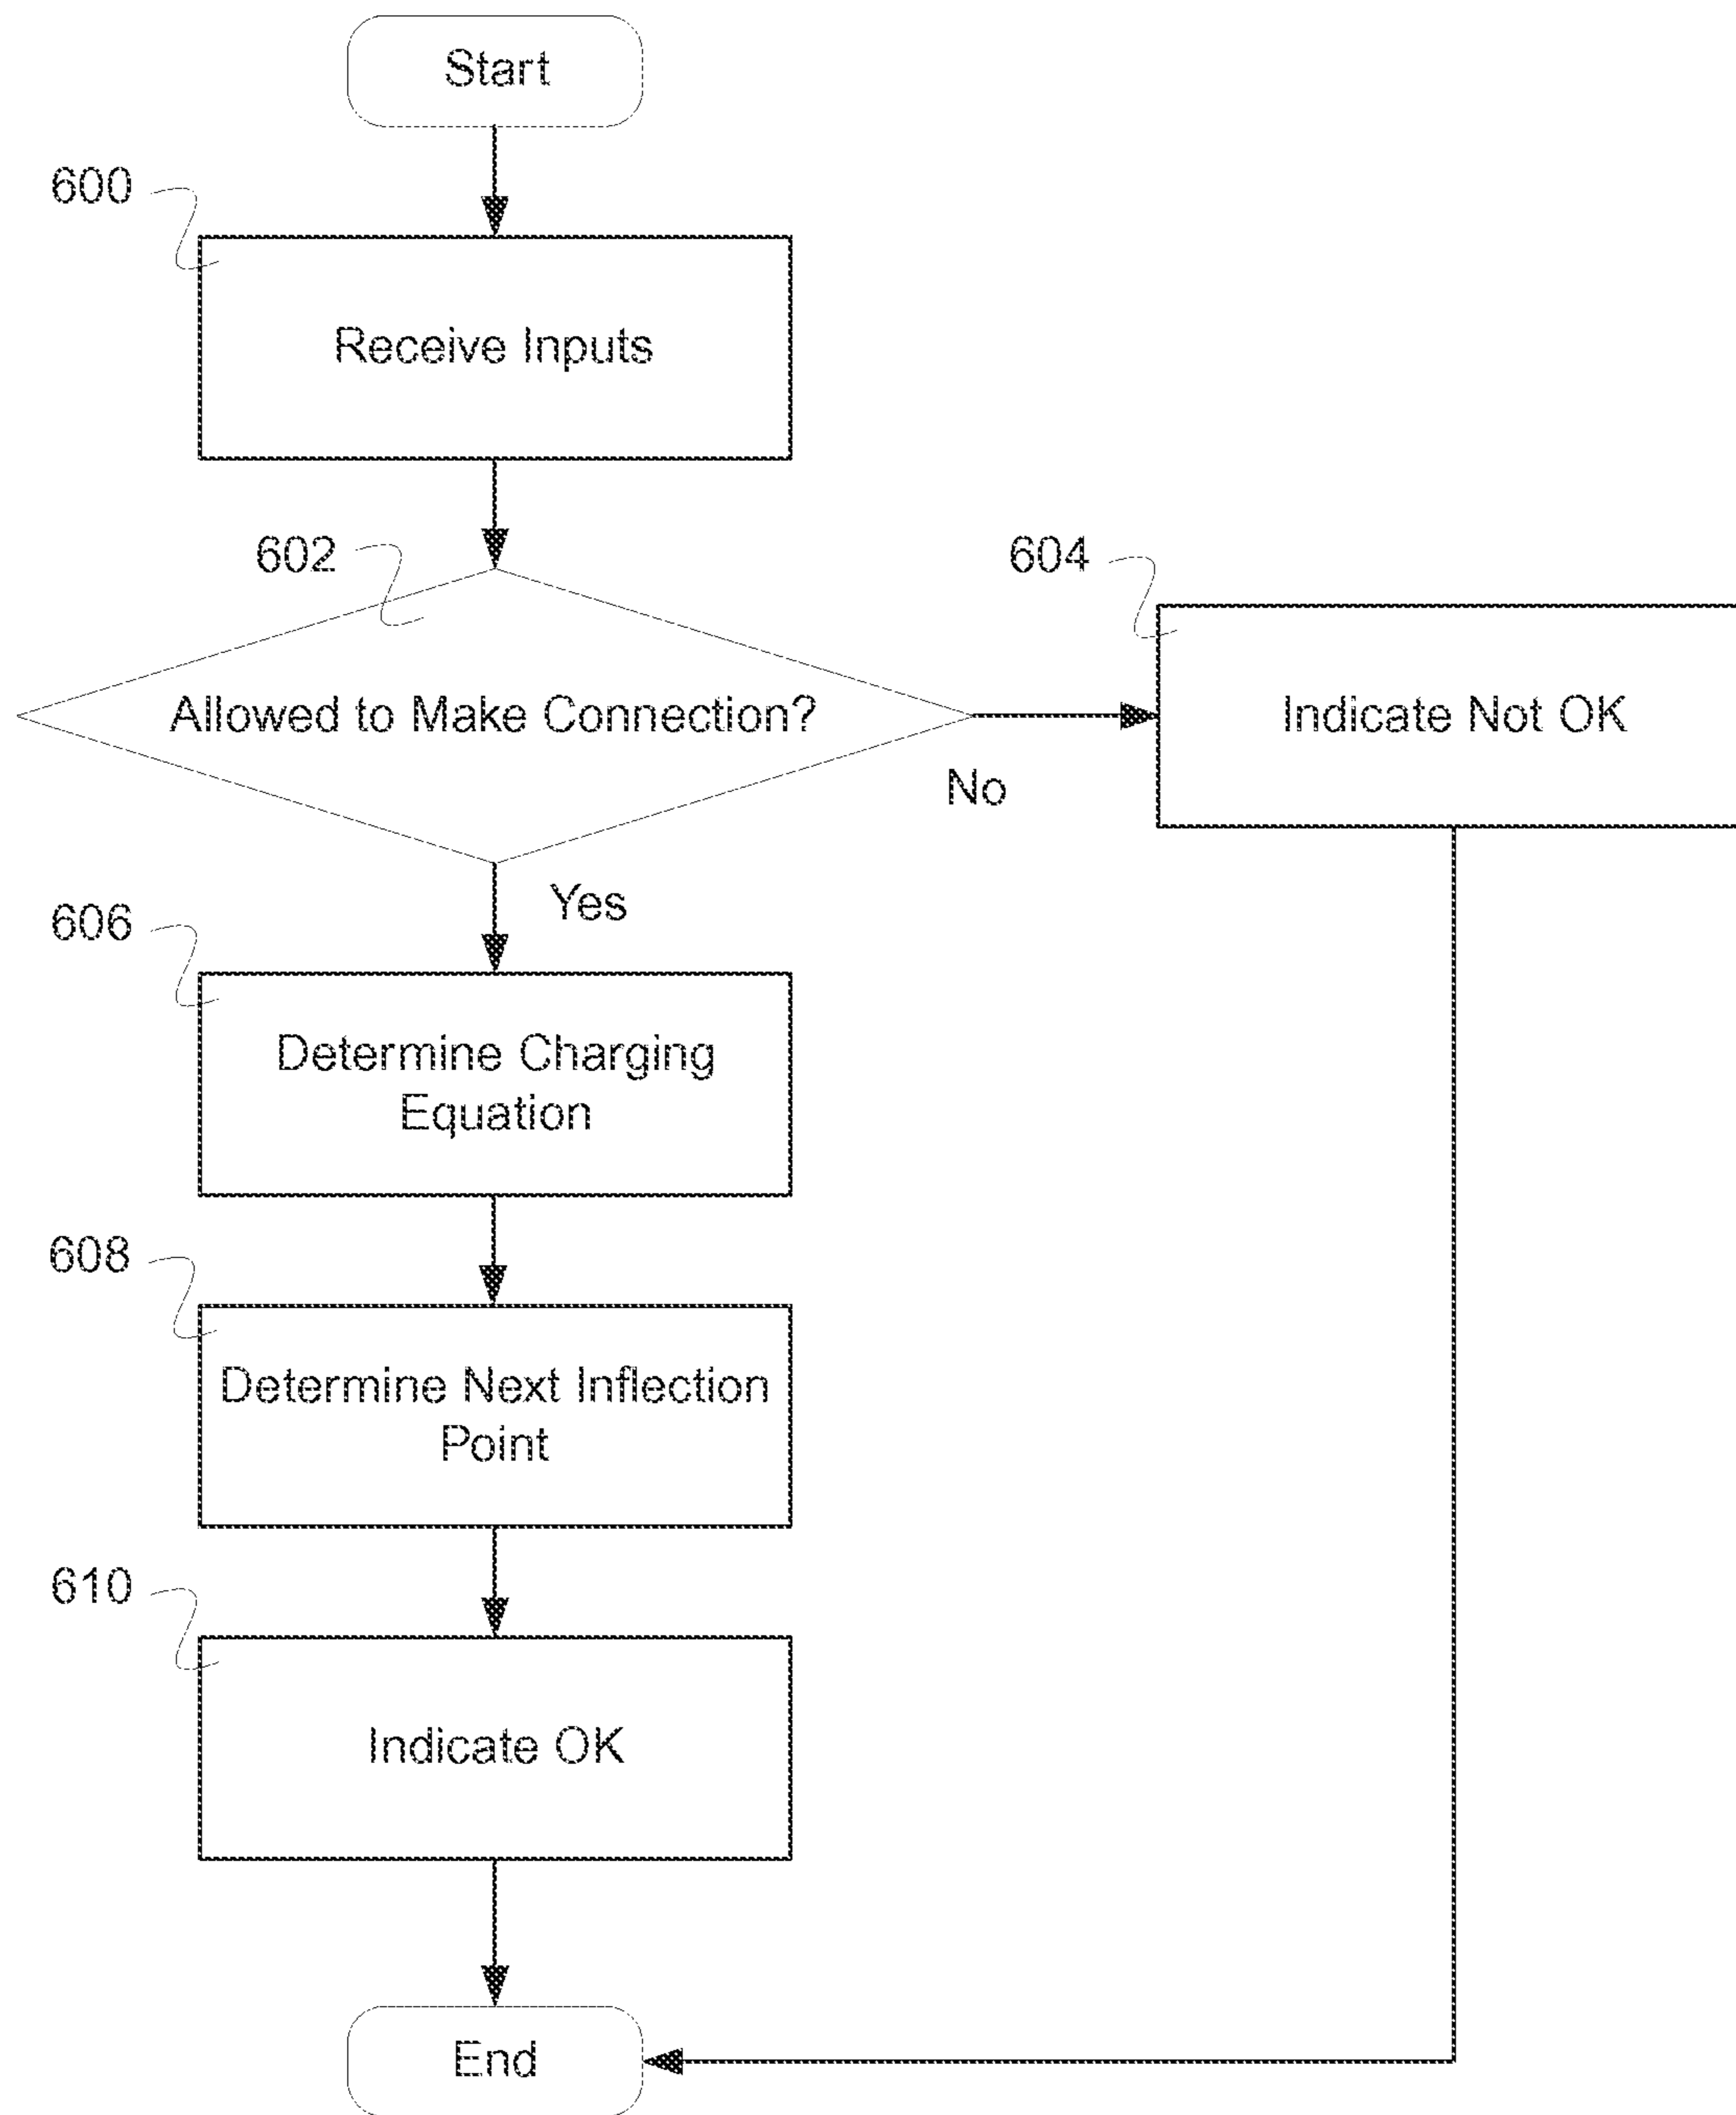 Start
600
Receive Inputs
602
604
Allowed to Make Connection?
Indicate Not OK
No
Yes
606
Determine Charging
Equation
608
Determine Next Inflection
Point
610
Indicate OK
End